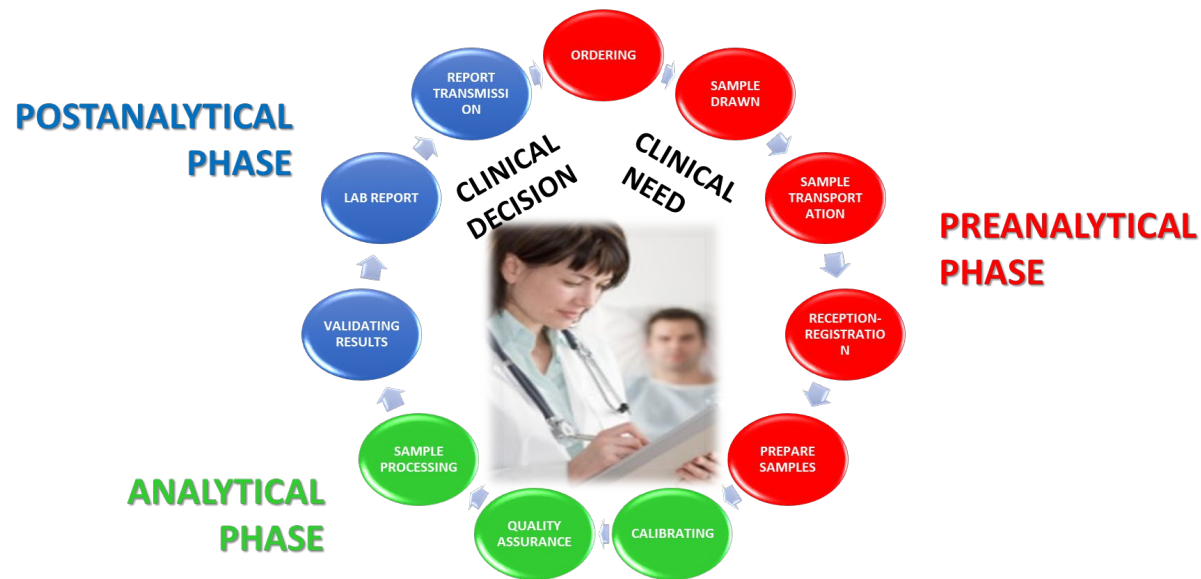 ORDERING
SAMPLE
DRAWN
SAMPLE
TRANSPORT
ATION
RECEPTION-
REGISTRATIO
N
PREPARE
SAMPLES
CALIBRATING
QUALITY
ASSURANCE
SAMPLE
PROCESSING
VALIDATING
RESULTS
LAB REPORT
REPORT
TRANSMISSI
ON
CLINICAL
NEED
CLINICAL
DECISION
PREANALYTICAL
PHASE
ANALYTICAL
PHASE
POSTANALYTICAL
PHASE